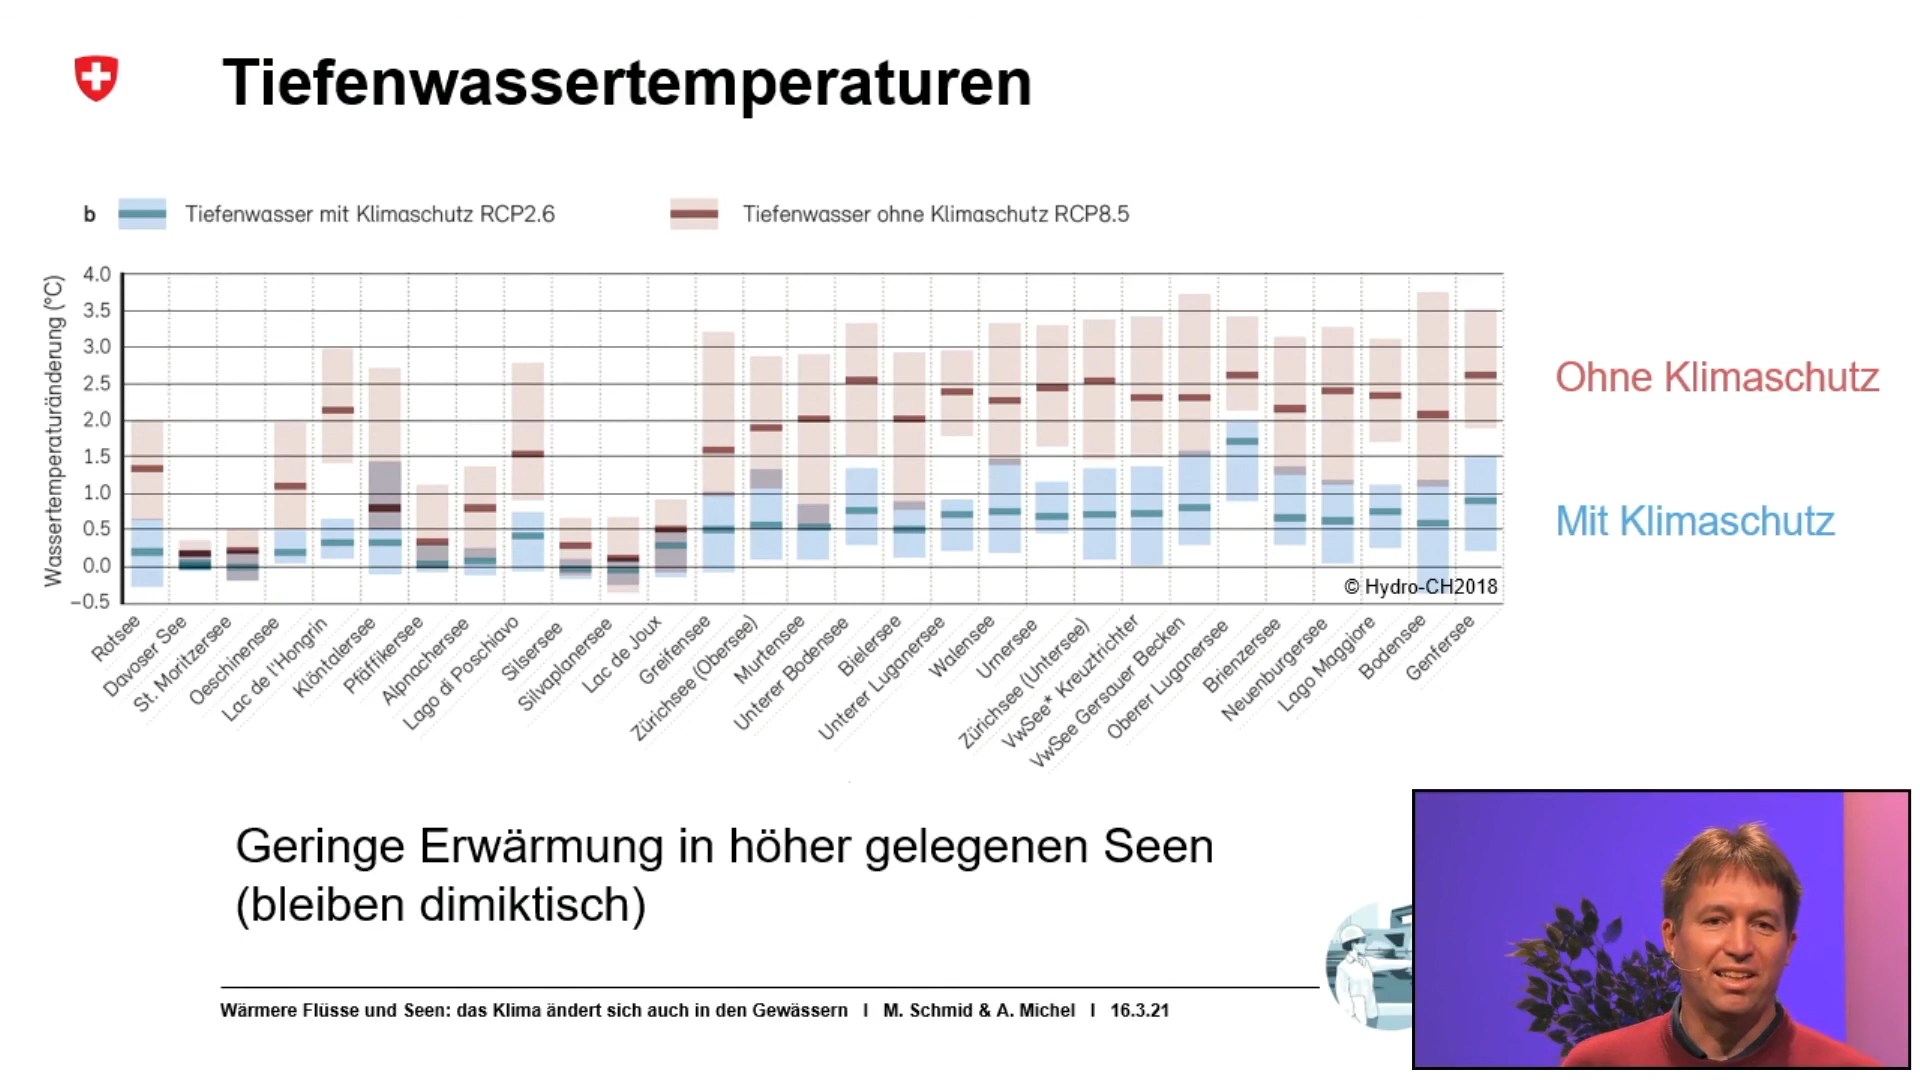 Tiefenwassertemperaturen
b
Tiefenwasser mit Klimaschutz RCP2.6
Tiefenwasser ohne Klimaschutz RCP8.5
Wassertemperaturänderung (°C)
4.0
3.5
3.0
2.5
2.0
1.5
1.0
0.5
0.0
−0.5
© Hydro-CH2018
Rotsee
Davoser See
St. Moritzersee
Oeschinensee
Lac de l'Hongrin
Klöntalersee
Pfäffikersee
Alpnachersee
Lago di Poschiavo
Silsersee
Silvaplanersee
Lac de Joux
Greifensee
Zürichsee (Obersee)
Murtensee
Unterer Bodensee
Bielersee
Unterer Luganersee
Walensee
Urnersee
Zürichsee (Untersee)
VwSee* Kreuztrichter
VwSee Gersauer Becken
Oberer Luganersee
Brienzersee
Neuenburgersee
Lago Maggiore
Bodensee
Genfersee
Ohne Klimaschutz
Mit Klimaschutz
Geringe Erwärmung in höher gelegenen Seen
(bleiben dimiktisch)
Wärmere Flüsse und Seen: das Klima ändert sich auch in den Gewässern I M. Schmid & A. Michel I 16.3.21